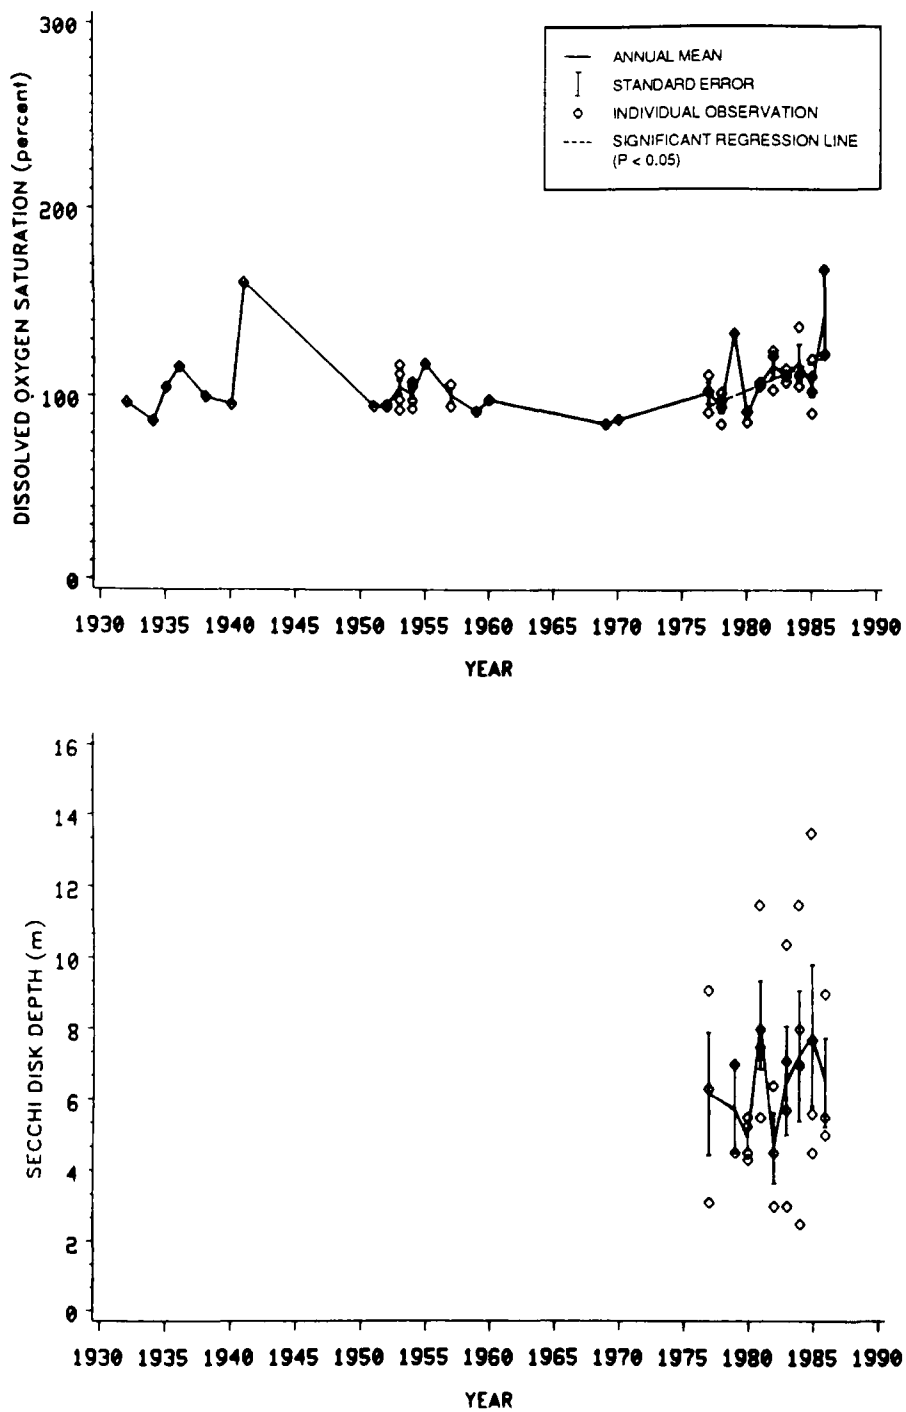 300
200
100
0
DISSOLVED OXYGEN SATURATION (percent)
ANNUAL MEAN
STANDARD ERROR
INDIVIDUAL OBSERVATION
SIGNIFICANT REGRESSION LINE
(P < 0.05)
1930 1935 1940 1945 1950 1955 1960 1965 1970 1975 1980 1985 1990
YEAR
16
14
12
10
8
6
4
2
0
SECCHI DISK DEPTH (m)
1930 1935 1940 1945 1950 1955 1960 1965 1970 1975 1980 1985 1990
YEAR